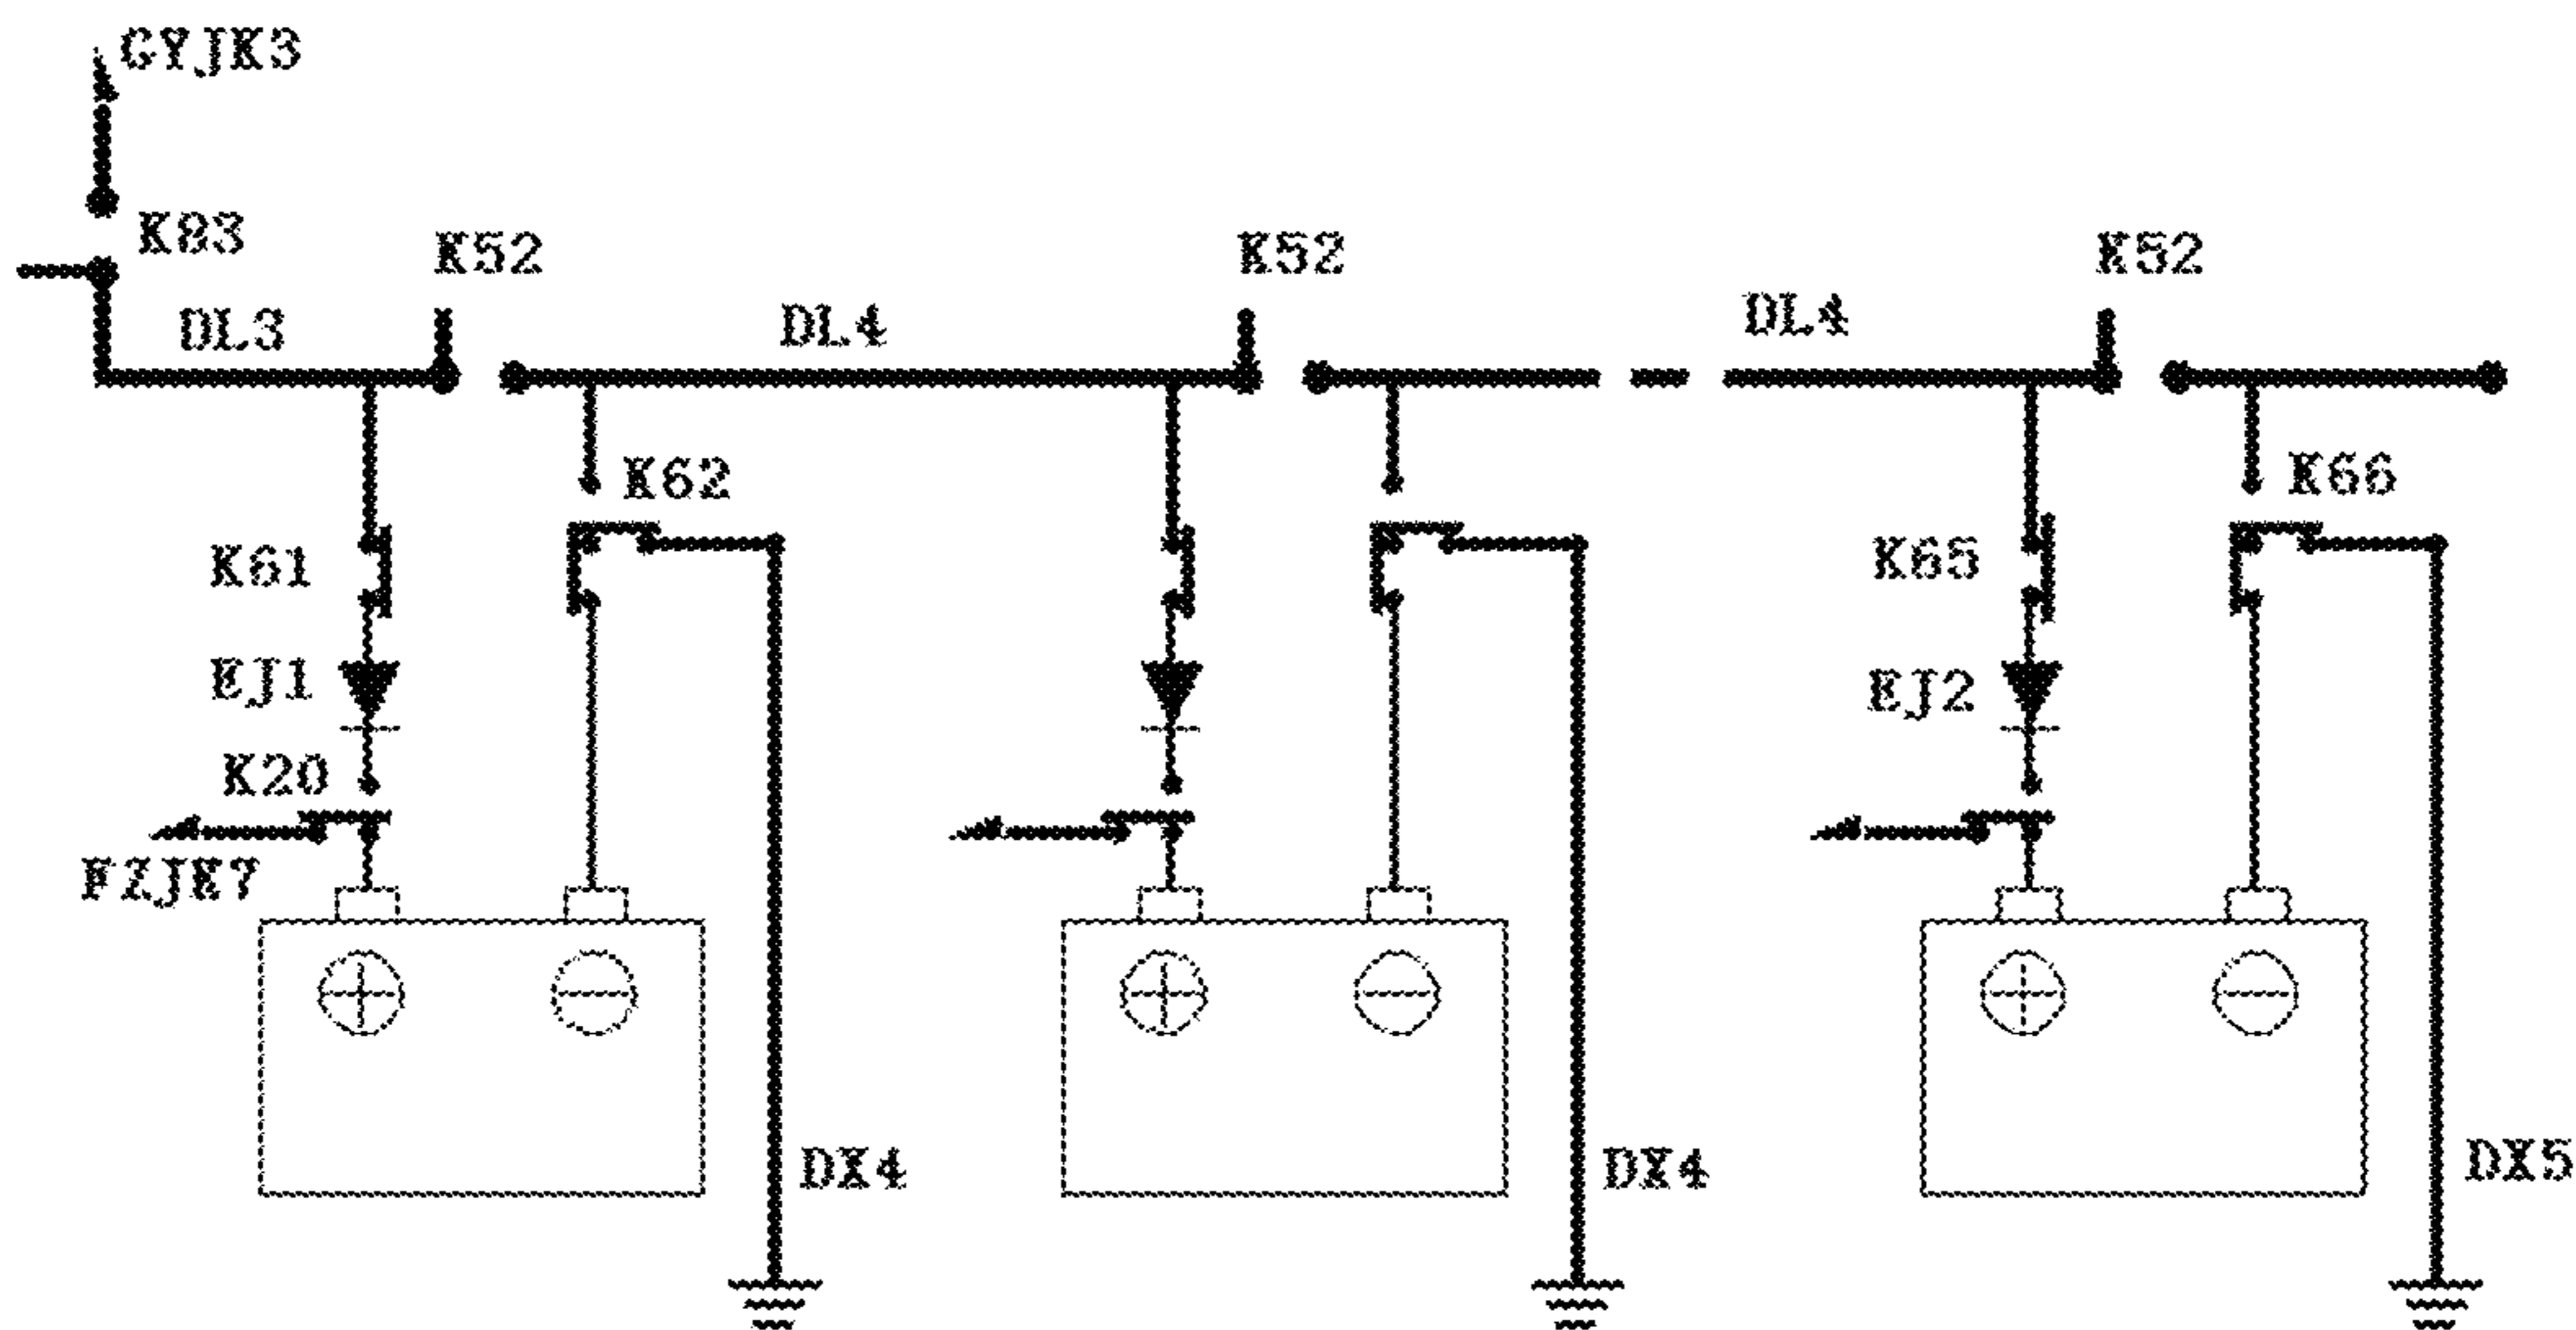 GYJK3
K83
K52
K52
K52
DL3
DL4
DL4
K62
K66
K61
K65
EJ1
EJ2
K20
FZJK7
DX4
DX4
DX5